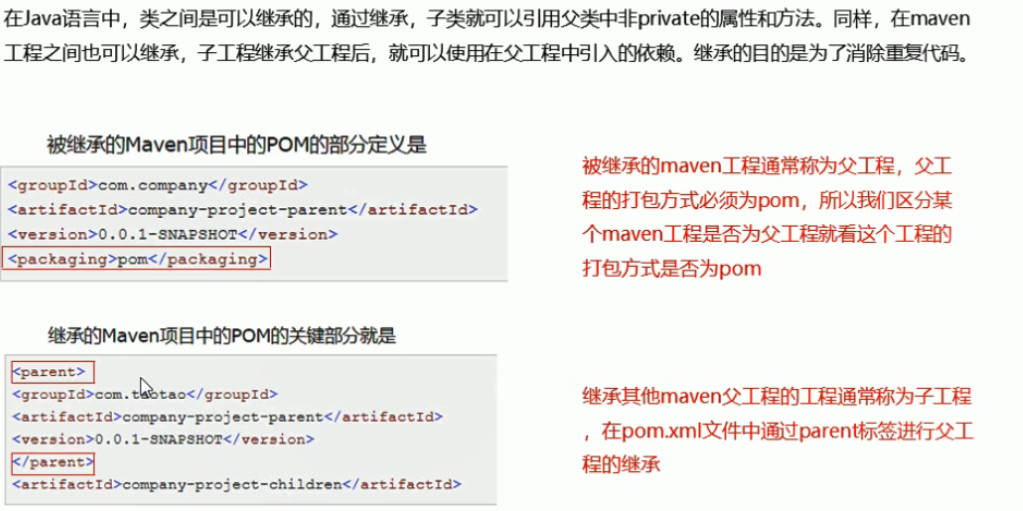 在Java语言中，类之间是可以继承的，通过继承，子类就可以引用父类中非private的属性和方法。同样，在maven
工程之间也可以继承，子工程继承父工程后，就可以使用在父工程中引入的依赖。继承的目的是为了消除重复代码。
被继承的Maven项目中的POM的部分定义是
<groupId>com.company</groupId>
<artifactId>company-project-parent</artifactId>
<version>0.0.1-SNAPSHOT</version>
<packaging>pom</packaging>
被继承的maven工程通常称为父工程，父工
程的打包方式必须为pom，所以我们区分某
个maven工程是否为父工程就看这个工程的
打包方式是否为pom
继承的Maven项目中的POM的关键部分就是
<parent>
<groupId>com.taotao</groupId>
<artifactId>company-project-parent</artifactId>
<version>0.0.1-SNAPSHOT</version>
</parent>
<artifactId>company-project-children</artifactId>
继承其他maven父工程的工程通常称为子工程
，在pom.xml文件中通过parent标签进行父工
程的继承